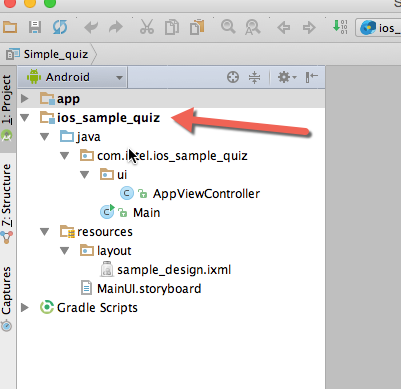 S
ios_
Simple_quiz
Android
1: Project
app
ios_sample_quiz
java
com.intel.ios_sample_quiz
ui
AppViewController
Main
7: Structure
resources
layout
sample_design.ixml
MainUI.storyboard
Captures
Gradle Scripts